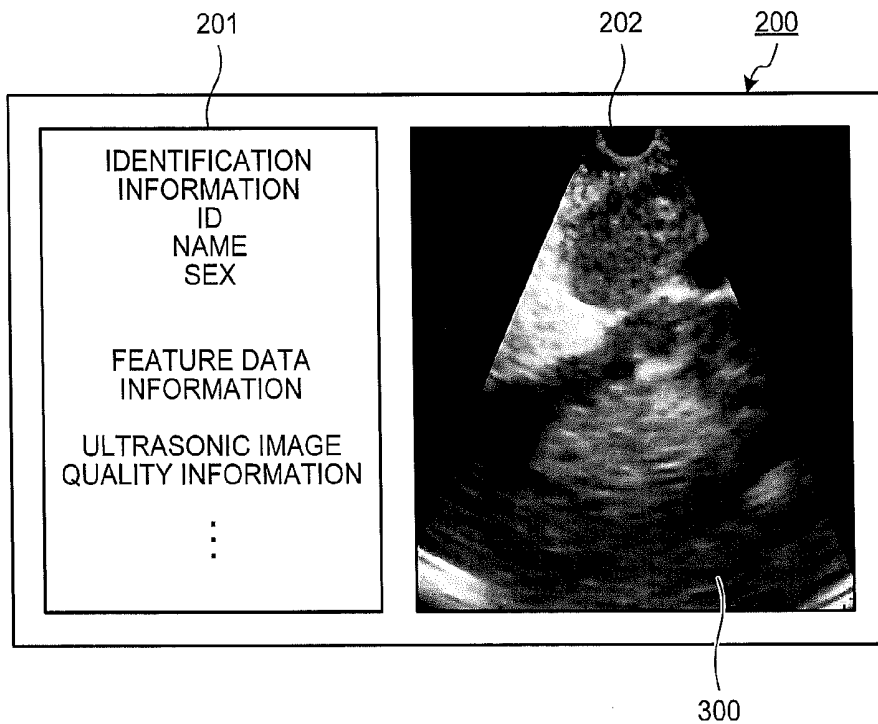 201
202
200
IDENTIFICATION
INFORMATION
ID
NAME
SEX
FEATURE DATA
INFORMATION
ULTRASONIC IMAGE
QUALITY INFORMATION
300